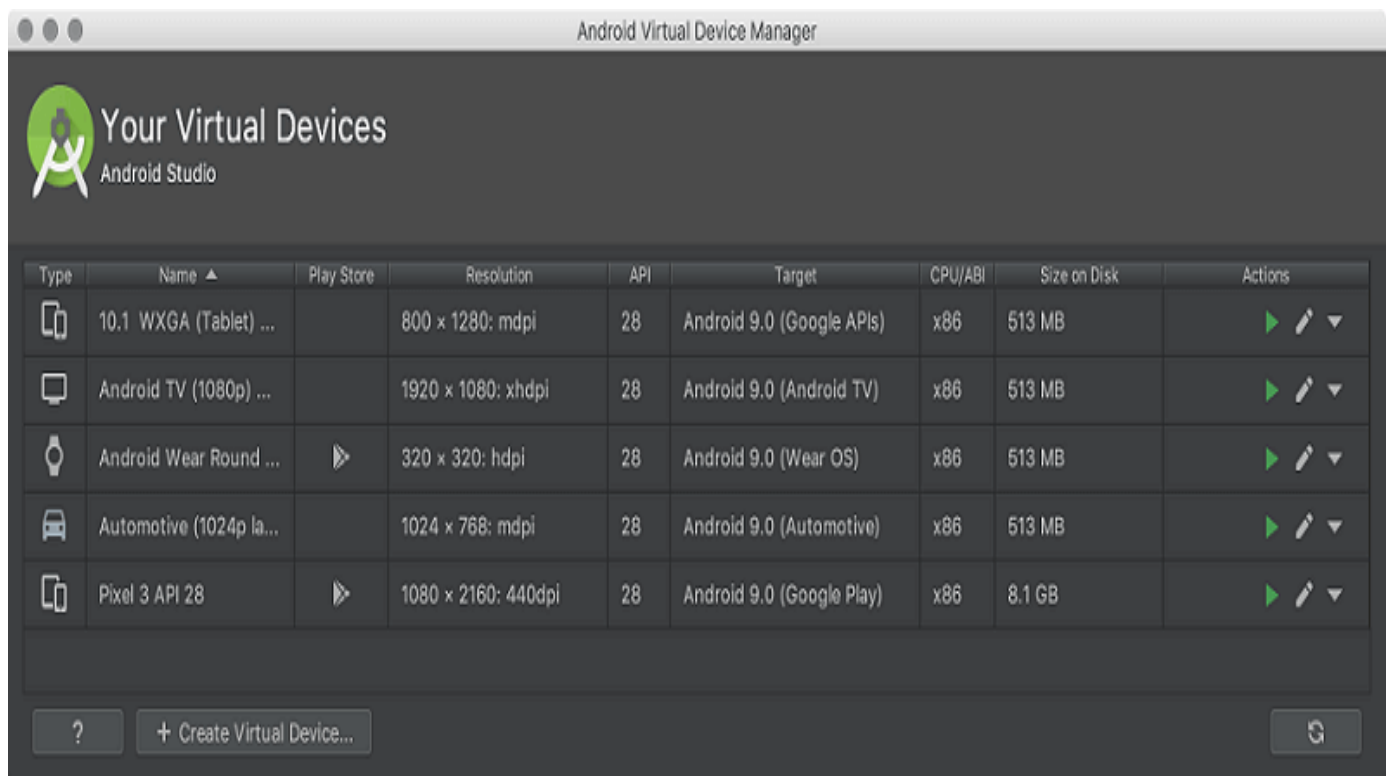 Android Virtual Device Manager
Your Virtual Devices
Android Studio
Type Name Play Store Resolution API Target CPU/ABI Size on Disk Actions
10.1 WXGA (Tablet) ... 800 × 1280: mdpi 28 Android 9.0 (Google APIs) x86 513 MB
Android TV (1080p) ... 1920 × 1080: xhdpi 28 Android 9.0 (Android TV) x86 513 MB
Android Wear Round ... 320 × 320: hdpi 28 Android 9.0 (Wear OS) x86 513 MB
Automotive (1024p la... 1024 × 768: mdpi 28 Android 9.0 (Automotive) x86 513 MB
Pixel 3 API 28 1080 × 2160: 440dpi 28 Android 9.0 (Google Play) x86 8.1 GB
? + Create Virtual Device...